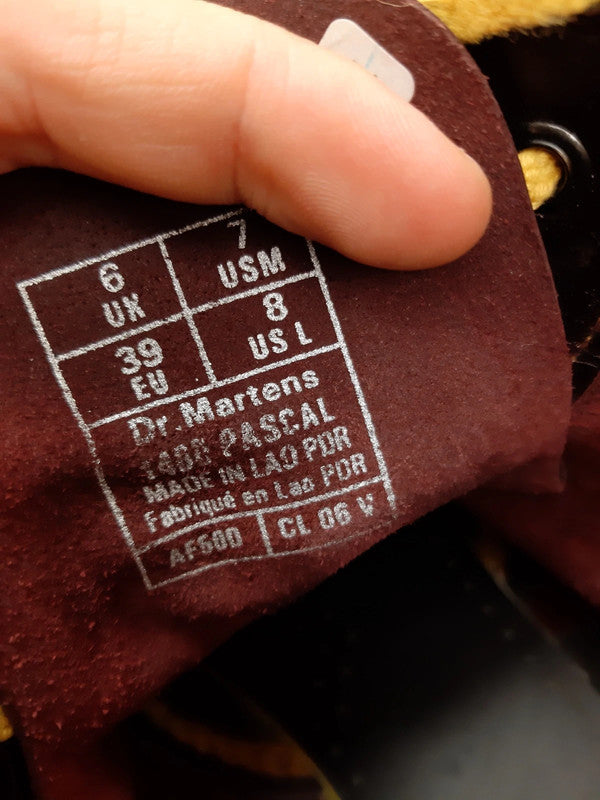 6 UK
7 USM
39 EU
8 US L
Dr. Martens
1460 PASCAL
MADE IN LAO PDR
Fabriqué en Lao PDR
AF600
CL 06 V